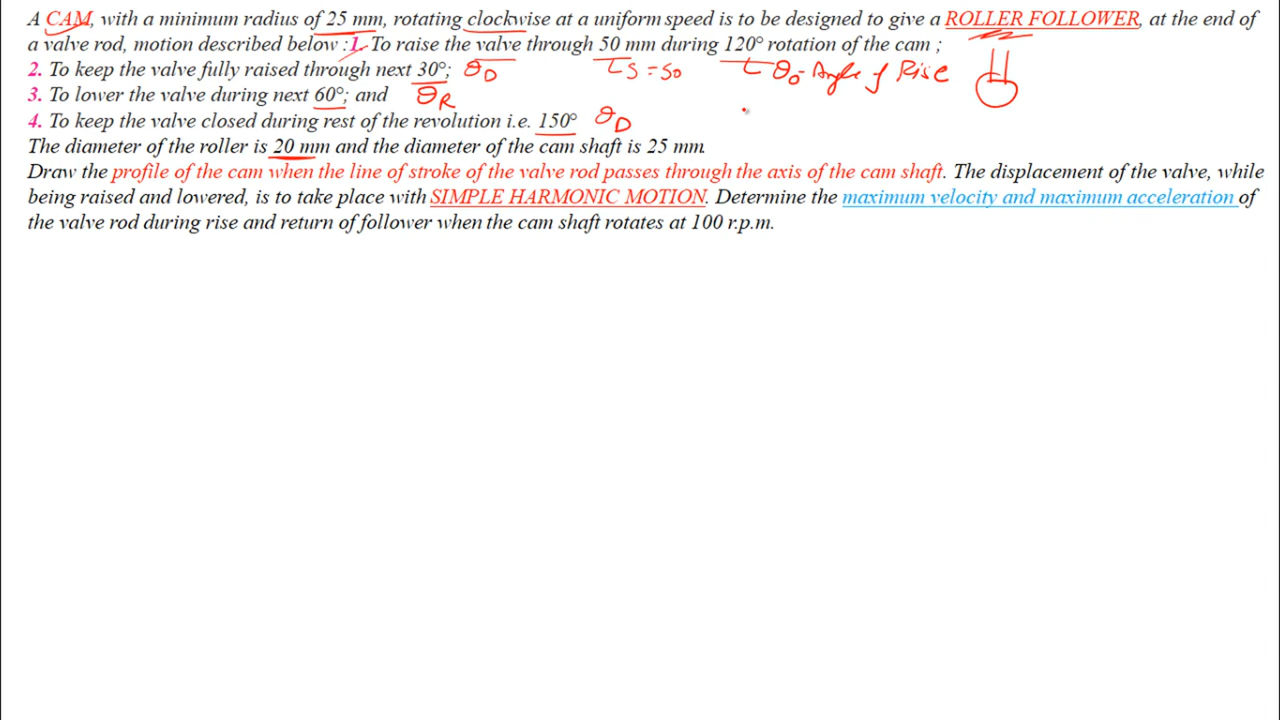 A CAM, with a minimum radius of 25 mm, rotating clockwise at a uniform speed is to be designed to give a ROLLER FOLLOWER, at the end of
a valve rod, motion described below :1. To raise the valve through 50 mm during 120° rotation of the cam ;
2. To keep the valve fully raised through next 30°; θD S = 50 θ0 - Angle of Rise
3. To lower the valve during next 60°; and θR
4. To keep the valve closed during rest of the revolution i.e. 150° θD
The diameter of the roller is 20 mm and the diameter of the cam shaft is 25 mm.
Draw the profile of the cam when the line of stroke of the valve rod passes through the axis of the cam shaft. The displacement of the valve, while
being raised and lowered, is to take place with SIMPLE HARMONIC MOTION. Determine the maximum velocity and maximum acceleration of
the valve rod during rise and return of follower when the cam shaft rotates at 100 r.p.m.